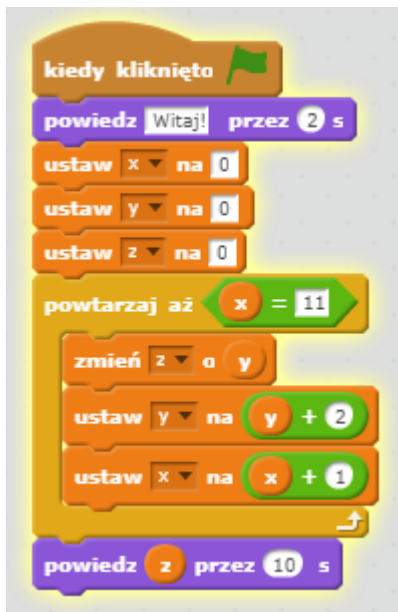 kiedy kliknięto
powiedz Witaj! przez 2 s
ustaw x na 0
ustaw y na 0
ustaw z na 0
powtarzaj aż x = 11
zmień z o y
ustaw y na y + 2
ustaw x na x + 1
powiedz z przez 10 s